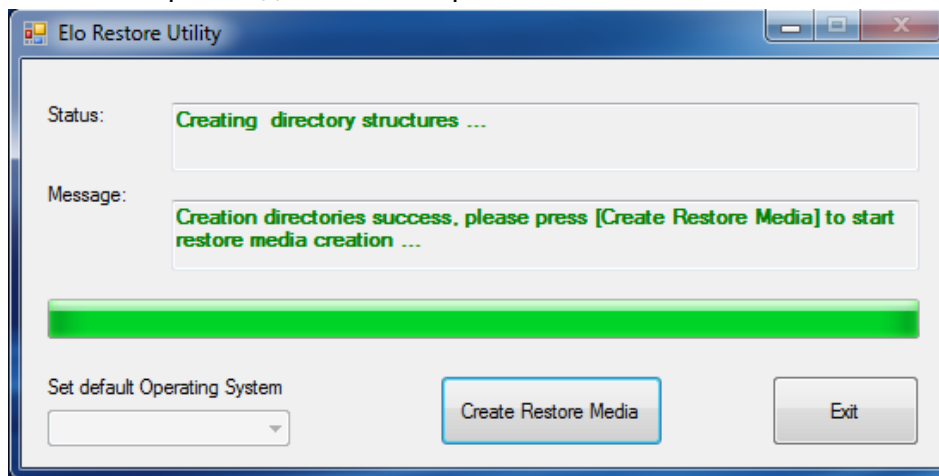 Elo Restore Utility
Status:
Creating directory structures ...
Message:
Creation directories success, please press [Create Restore Media] to start
restore media creation ...
Set default Operating System
Create Restore Media
Exit